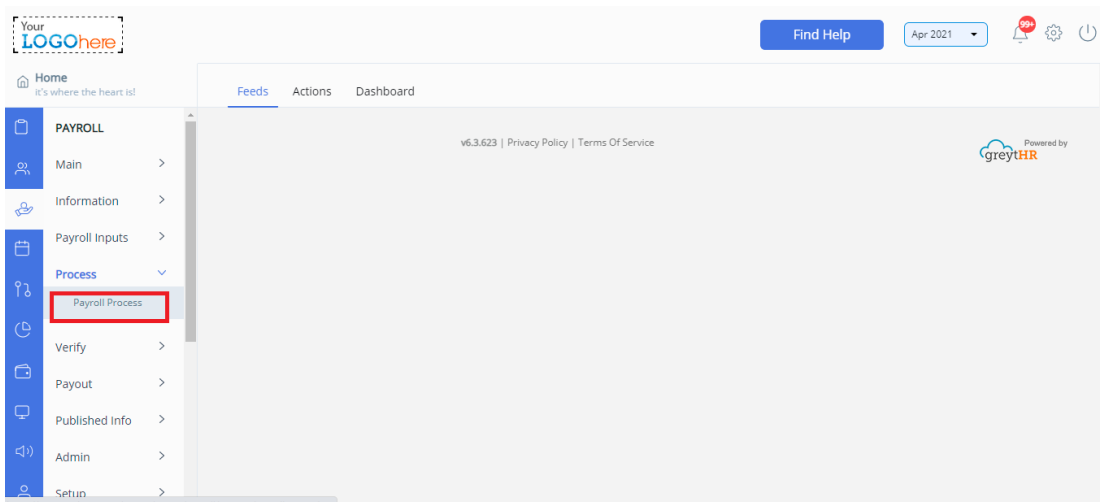 Your
LOGOhere
Find Help
Apr 2021
99+
Home
it's where the heart is!
Feeds Actions Dashboard
PAYROLL
Main
Information
Payroll Inputs
Process
Payroll Process
Verify
Payout
Published Info
Admin
Setup
v6.3.623 | Privacy Policy | Terms Of Service
Powered by
greytHR